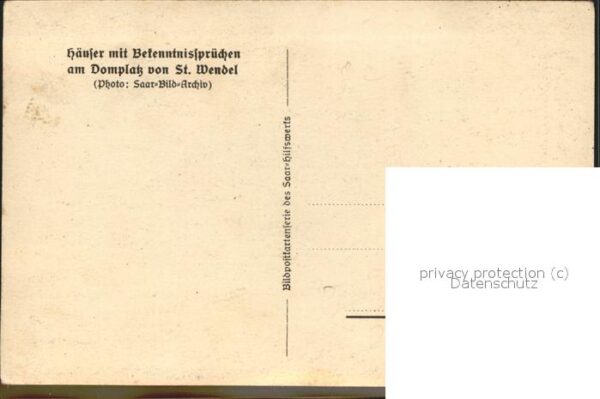 Häuser mit Bekenntnissprüchen
am Domplatz von St. Wendel
(Photo: Saar-Bild-Archiv)
Bildpostkartenserie des Saar-Hilfswerks
privacy protection (c)
Datenschutz